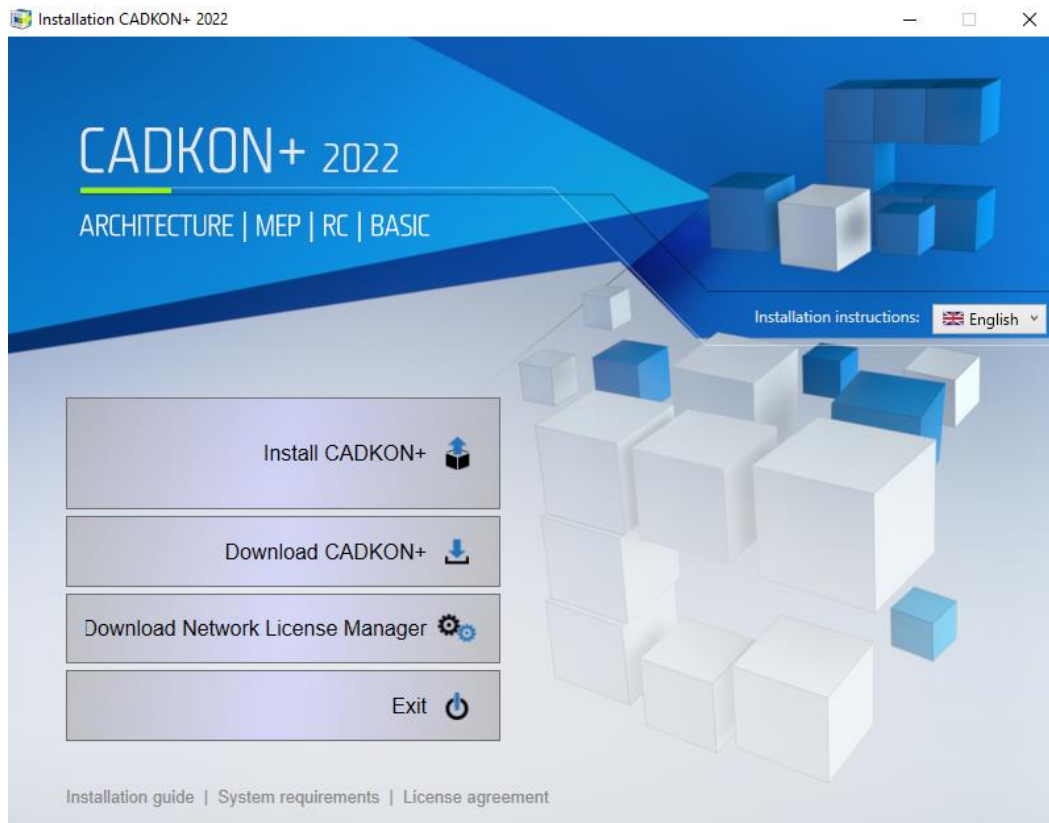 Installation CADKON+ 2022
CADKON+ 2022
ARCHITECTURE | MEP | RC | BASIC
Installation instructions: English
Install CADKON+
Download CADKON+
Download Network License Manager
Exit
Installation guide | System requirements | License agreement